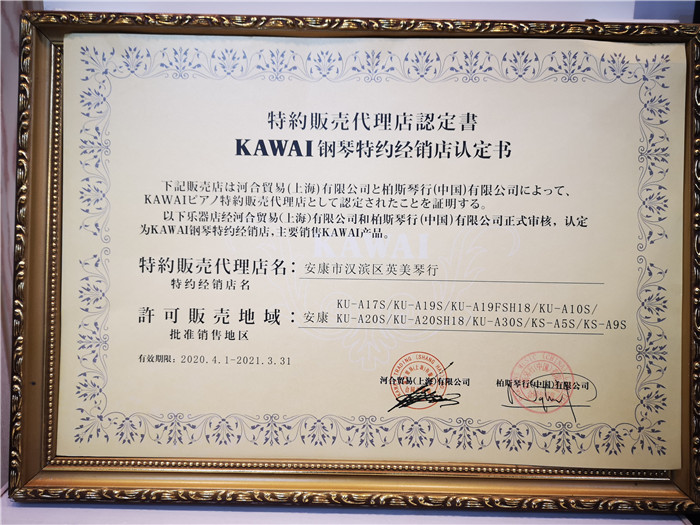 特約販売代理店認定書
KAWAI钢琴特约经销店认定书
下記販売店は河合貿易(上海)有限公司と柏斯琴行(中国)有限公司によって、
KAWAIピアノ特約販売代理店として認定されたことを証明する。
以下乐器店经河合贸易(上海)有限公司和柏斯琴行(中国)有限公司正式审核，认定
为KAWAI钢琴特约经销店，主要销售KAWAI产品。
KAWAI
特約販売代理店名：安康市汉滨区英美琴行
特约经销店名
KU-A17S/KU-A19S/KU-A19FSH18/KU-A10S/
許可販売地域：安康 KU-A20S/KU-A20SH18/KU-A30S/KS-A5S/KS-A9S
批准销售地区
有效期限：2020.4.1-2021.3.31
河合貿易(上海)有限公司 柏斯琴行(中国)有限公司